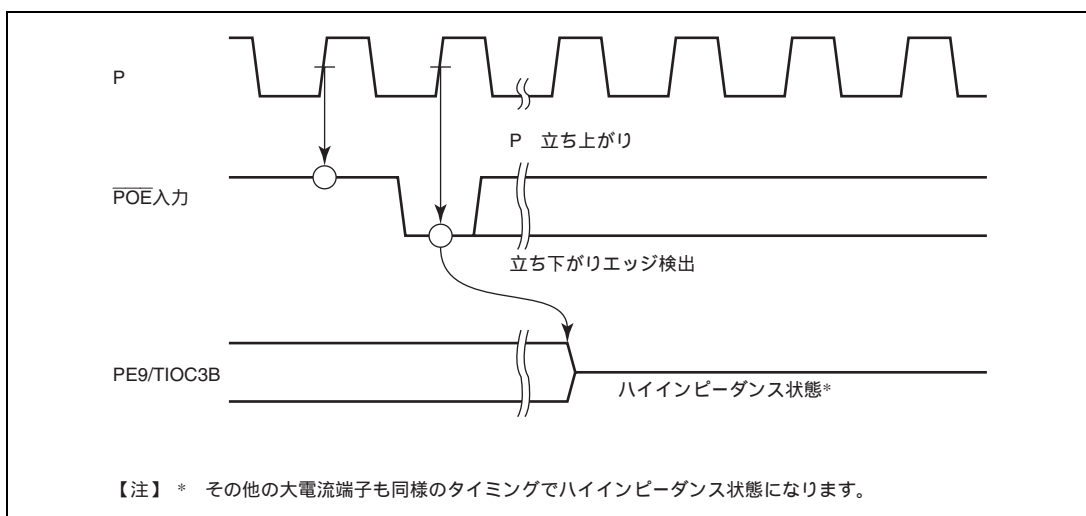 P
P 立ち上がり
POE入力
立ち下がりエッジ検出
PE9/TIOC3B
ハイインピーダンス状態*
【注】 * その他の大電流端子も同様のタイミングでハイインピーダンス状態になります。